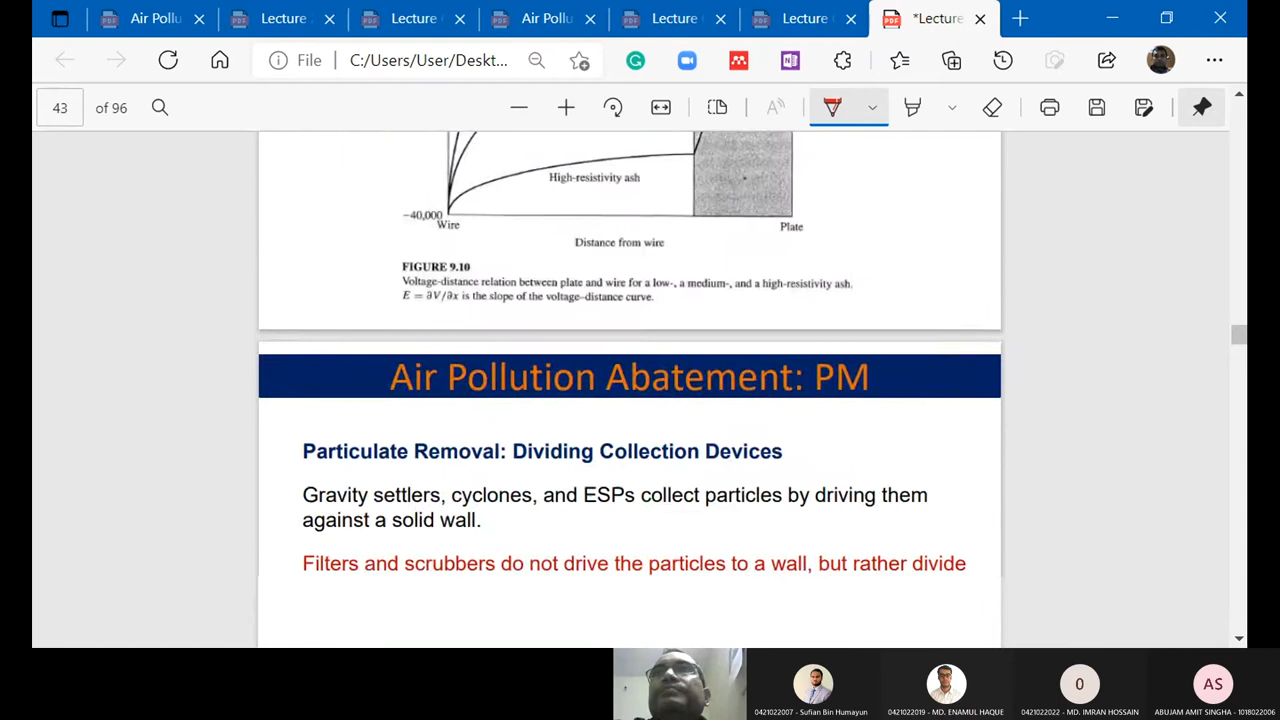 Air Pollu
Lecture
Lecture
Air Pollu
Lecture
Lecture
*Lecture
File
C:/Users/User/Deskt...
43
of 96
High-resistivity ash
−40,000
Wire
Plate
Distance from wire
FIGURE 9.10
Voltage-distance relation between plate and wire for a low-, a medium-, and a high-resistivity ash.
E = ∂V/∂x is the slope of the voltage–distance curve.
Air Pollution Abatement: PM
Particulate Removal: Dividing Collection Devices
Gravity settlers, cyclones, and ESPs collect particles by driving them
against a solid wall.
Filters and scrubbers do not drive the particles to a wall, but rather divide
0
AS
0421022007 - Sufian Bin Humayun
0421022019 - MD. ENAMUL HAQUE
0421022022 - MD. IMRAN HOSSAIN
ABUJAM AMIT SINGHA - 1018022006